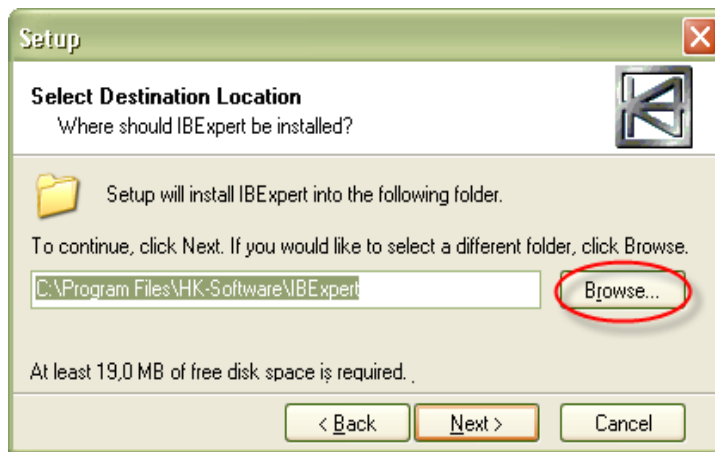 Setup
Select Destination Location
Where should IBExpert be installed?
Setup will install IBExpert into the following folder.
To continue, click Next. If you would like to select a different folder, click Browse.
C:\Program Files\HK-Software\IBExpert
Browse...
At least 19,0 MB of free disk space is required.
< Back
Next >
Cancel